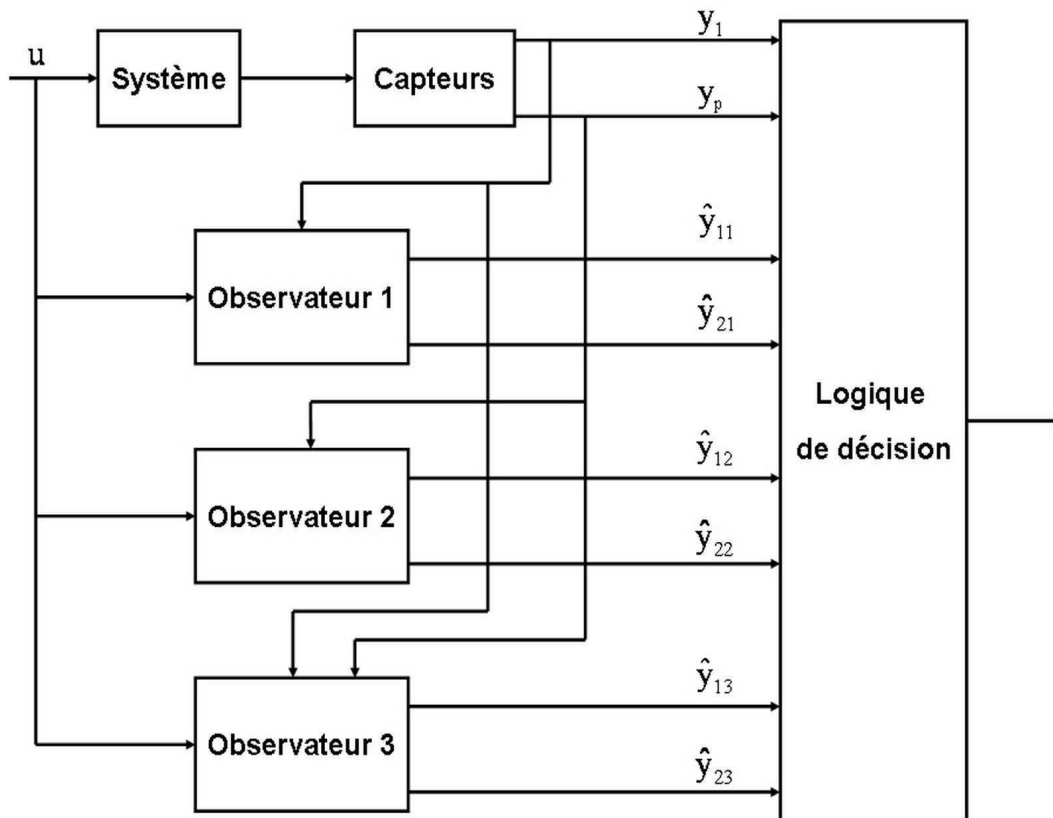 u
Système
Capteurs
y₁
yₚ
ŷ₁₁
Observateur 1
ŷ₂₁
Logique
de décision
ŷ₁₂
Observateur 2
ŷ₂₂
ŷ₁₃
Observateur 3
ŷ₂₃